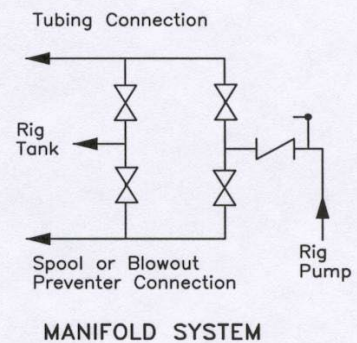 Tubing Connection
Rig
Tank
Spool or Blowout
Preventer Connection
Rig
Pump
MANIFOLD SYSTEM